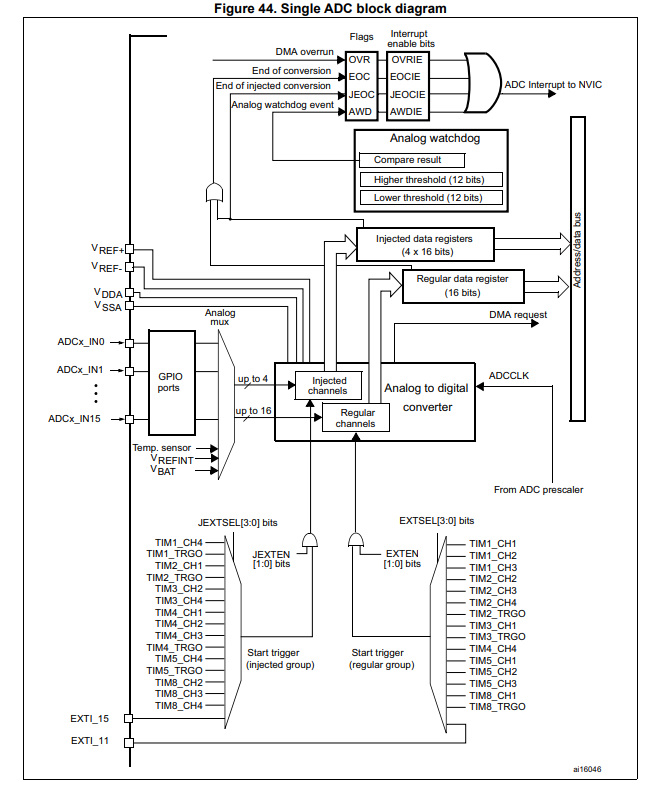 Figure 44. Single ADC block diagram
Flags
Interrupt
enable bits
DMA overrun
OVR
OVRIE
End of conversion
EOC
EOCIE
End of injected conversion
JEOC
JEOCIE
Analog watchdog event
AWD
AWDIE
ADC Interrupt to NVIC
Analog watchdog
Compare result
Higher threshold (12 bits)
Lower threshold (12 bits)
Address/data bus
Injected data registers
(4 x 16 bits)
Regular data register
(16 bits)
VREF+
VREF-
VDDA
VSSA
Analog
mux
DMA request
ADCx_IN0
ADCx_IN1
ADCx_IN15
GPIO
ports
up to 4
up to 16
Injected
channels
Regular
channels
Analog to digital
converter
ADCCLK
Temp. sensor
VREFINT
VBAT
From ADC prescaler
JEXTSEL[3:0] bits
EXTSEL[3:0] bits
TIM1_CH4
TIM1_TRGO
TIM2_CH1
TIM2_TRGO
TIM3_CH2
TIM3_CH4
TIM4_CH1
TIM4_CH2
TIM4_CH3
TIM4_TRGO
TIM5_CH4
TIM5_TRGO
TIM8_CH2
TIM8_CH3
TIM8_CH4
JEXTEN
[1:0] bits
EXTEN
[1:0] bits
Start trigger
(injected group)
Start trigger
(regular group)
TIM1_CH1
TIM1_CH2
TIM1_CH3
TIM2_CH2
TIM2_CH3
TIM2_CH4
TIM2_TRGO
TIM3_CH1
TIM3_TRGO
TIM4_CH4
TIM5_CH1
TIM5_CH2
TIM5_CH3
TIM8_CH1
TIM8_TRGO
EXTI_15
EXTI_11
ai16046